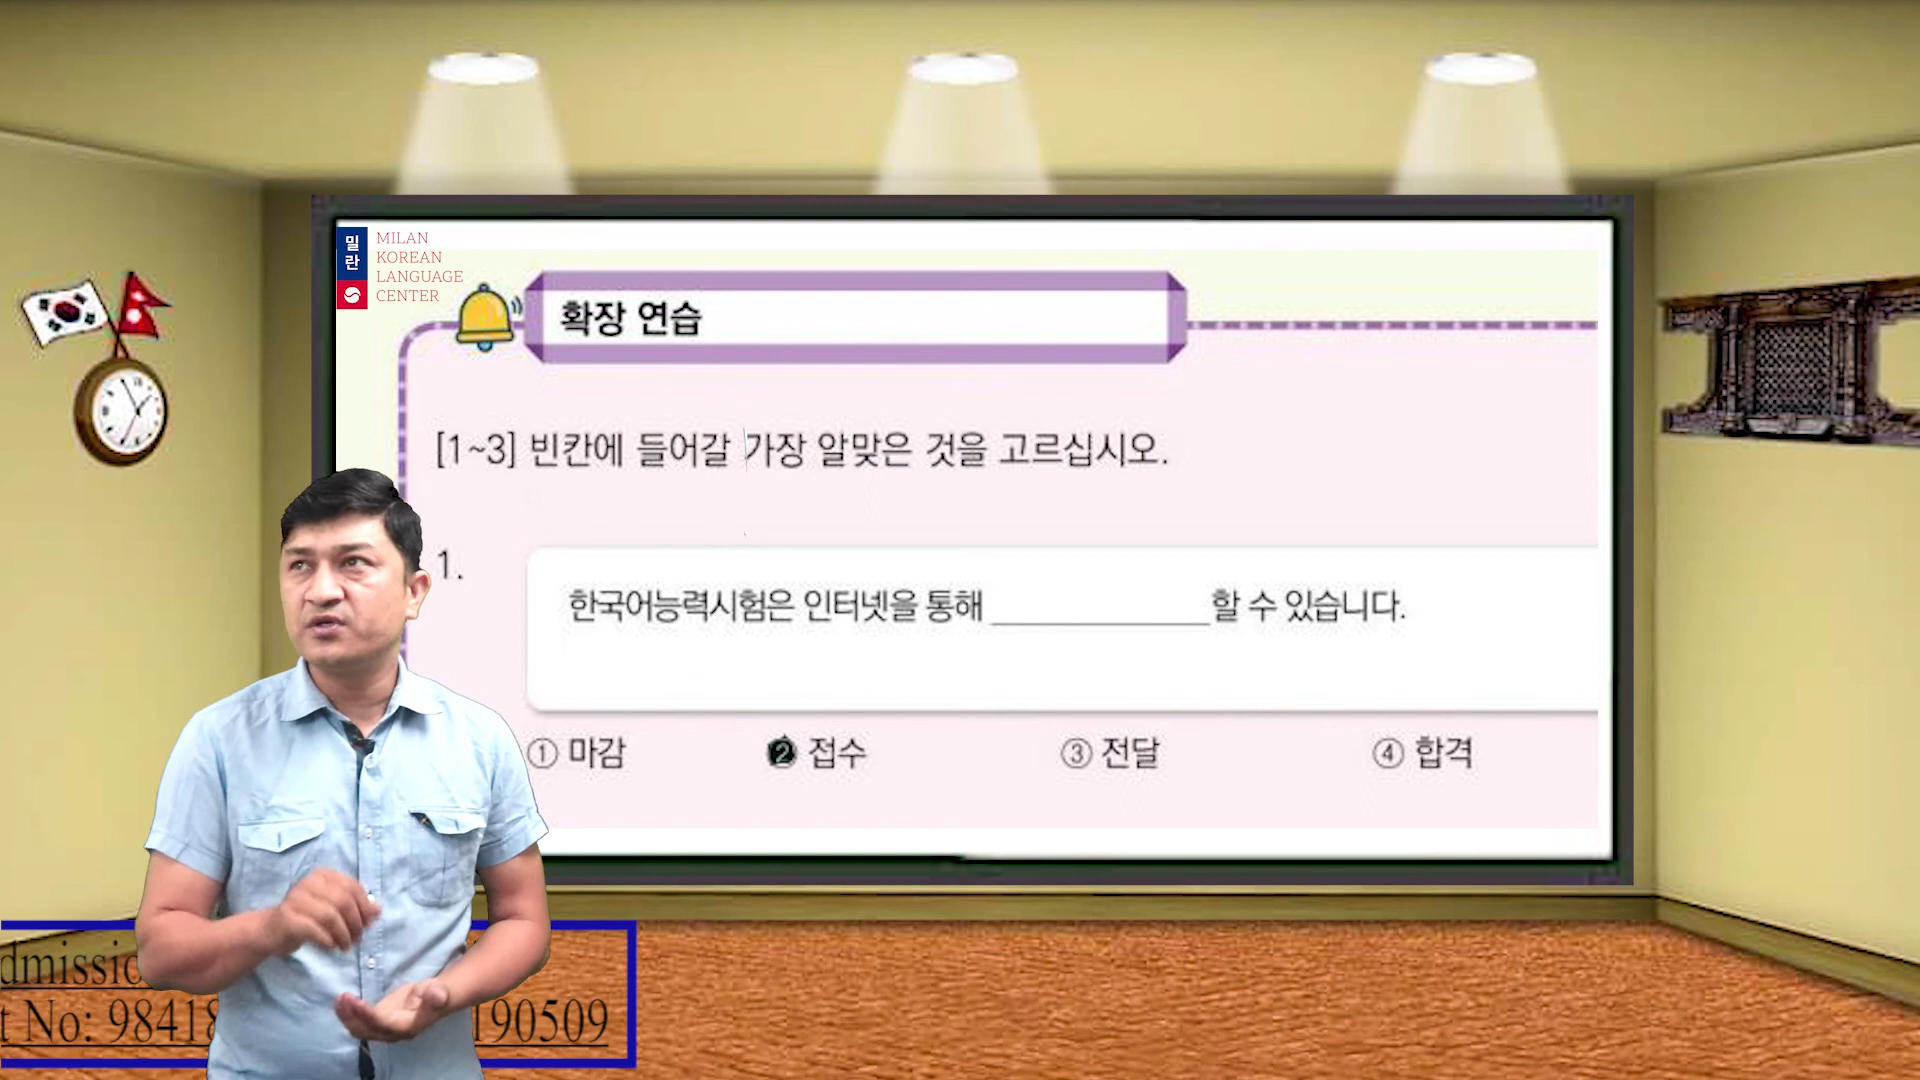 밀란
MILAN
KOREAN
LANGUAGE
CENTER
확장 연습
[1~3] 빈칸에 들어갈 가장 알맞은 것을 고르십시오.
1.
한국어능력시험은 인터넷을 통해 ____________ 할 수 있습니다.
① 마감 ② 접수 ③ 전달 ④ 합격
No: 9841 190509